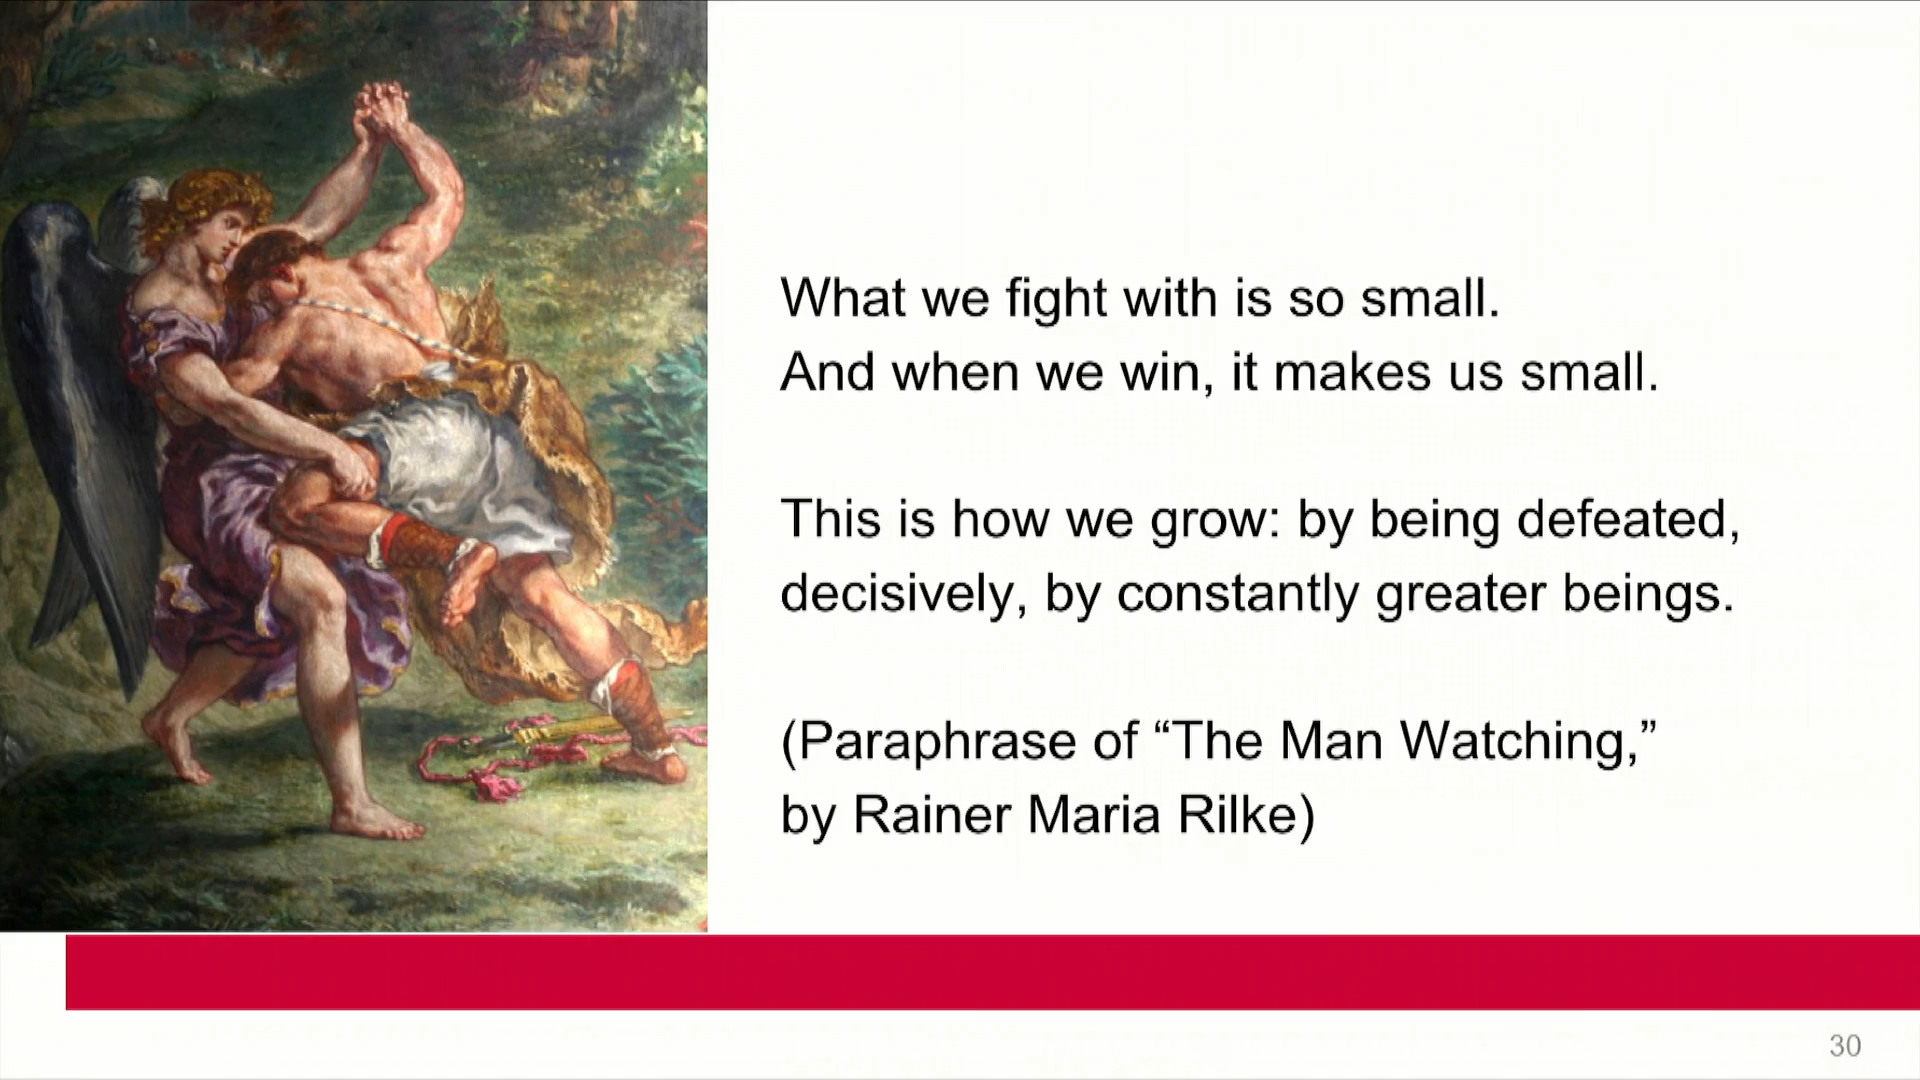 What we fight with is so small.
And when we win, it makes us small.
This is how we grow: by being defeated,
decisively, by constantly greater beings.
(Paraphrase of “The Man Watching,”
by Rainer Maria Rilke)
30